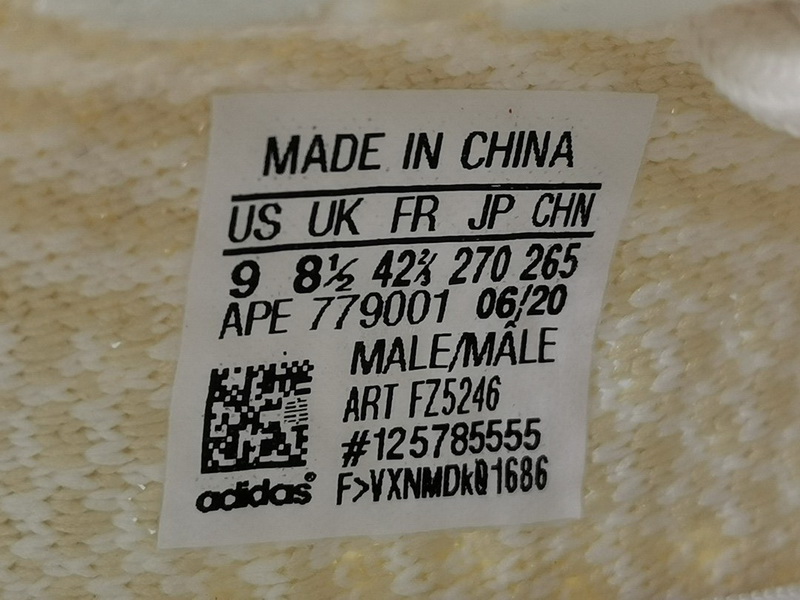 MADE IN CHINA
US UK FR JP CHN
9 8½ 42⅔ 270 265
APE 779001 06/20
MALE/MÂLE
ART FZ5246
#125785555
F>VXNMDkQ1686
adidas®